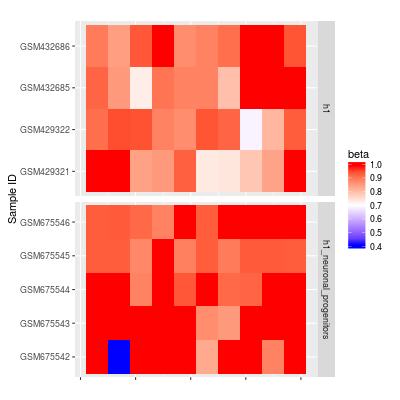 GSM432686
GSM432685
GSM429322
GSM429321
h1
GSM675546
GSM675545
GSM675544
GSM675543
GSM675542
h1_neuronal_progenitors
Sample ID
beta
1.0
0.9
0.8
0.7
0.6
0.5
0.4